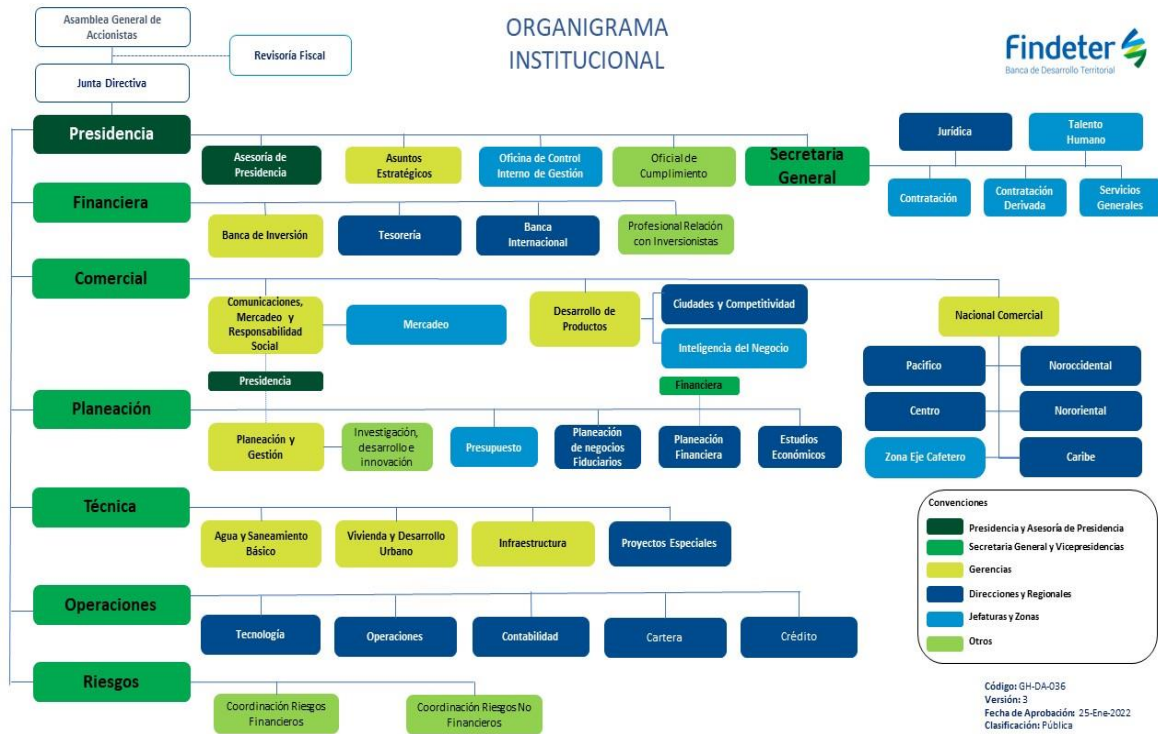 Asamblea General de
Accionistas
Revisoría Fiscal
Junta Directiva
ORGANIGRAMA
INSTITUCIONAL
Findeter
Banca de Desarrollo Territorial
Presidencia
Asesoría de
Presidencia
Asuntos
Estratégicos
Oficina de Control
Interno de Gestión
Oficial de
Cumplimiento
Secretaria
General
Jurídica
Talento
Humano
Contratación
Contratación
Derivada
Servicios
Generales
Financiera
Banca de Inversión
Tesorería
Banca
Internacional
Profesional Relación
con Inversionistas
Comercial
Comunicaciones,
Mercadeo y
Responsabilidad
Social
Mercadeo
Desarrollo de
Productos
Ciudades y Competitividad
Inteligencia del Negocio
Nacional Comercial
Pacifico
Noroccidental
Centro
Nororiental
Zona Eje Cafetero
Caribe
Presidencia
Financiera
Planeación
Planeación y
Gestión
Investigación,
desarrollo e
innovación
Presupuesto
Planeación
de negocios
Fiduciarios
Planeación
Financiera
Estudios
Económicos
Técnica
Agua y Saneamiento
Básico
Vivienda y Desarrollo
Urbano
Infraestructura
Proyectos Especiales
Operaciones
Tecnología
Operaciones
Contabilidad
Cartera
Crédito
Riesgos
Coordinación Riesgos
Financieros
Coordinación Riesgos No
Financieros
Convenciones
Presidencia y Asesoría de Presidencia
Secretaria General y Vicepresidencias
Gerencias
Direcciones y Regionales
Jefaturas y Zonas
Otros
Código: GH-DA-036
Versión: 3
Fecha de Aprobación: 25-Ene-2022
Clasificación: Pública